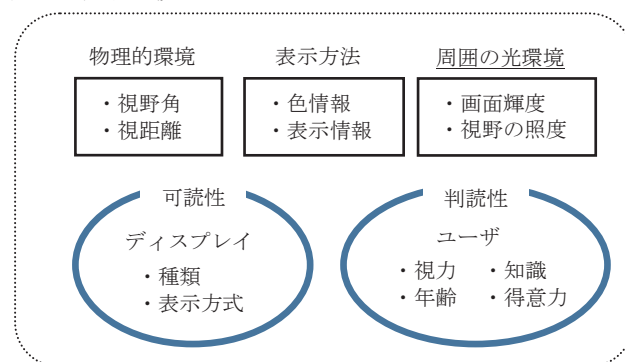 物理的環境
表示方法
周囲の光環境
・視野角
・視距離
・色情報
・表示情報
・画面輝度
・視野の照度
可読性
ディスプレイ
・種類
・表示方式
判読性
ユーザ
・視力 ・知識
・年齢 ・得意力